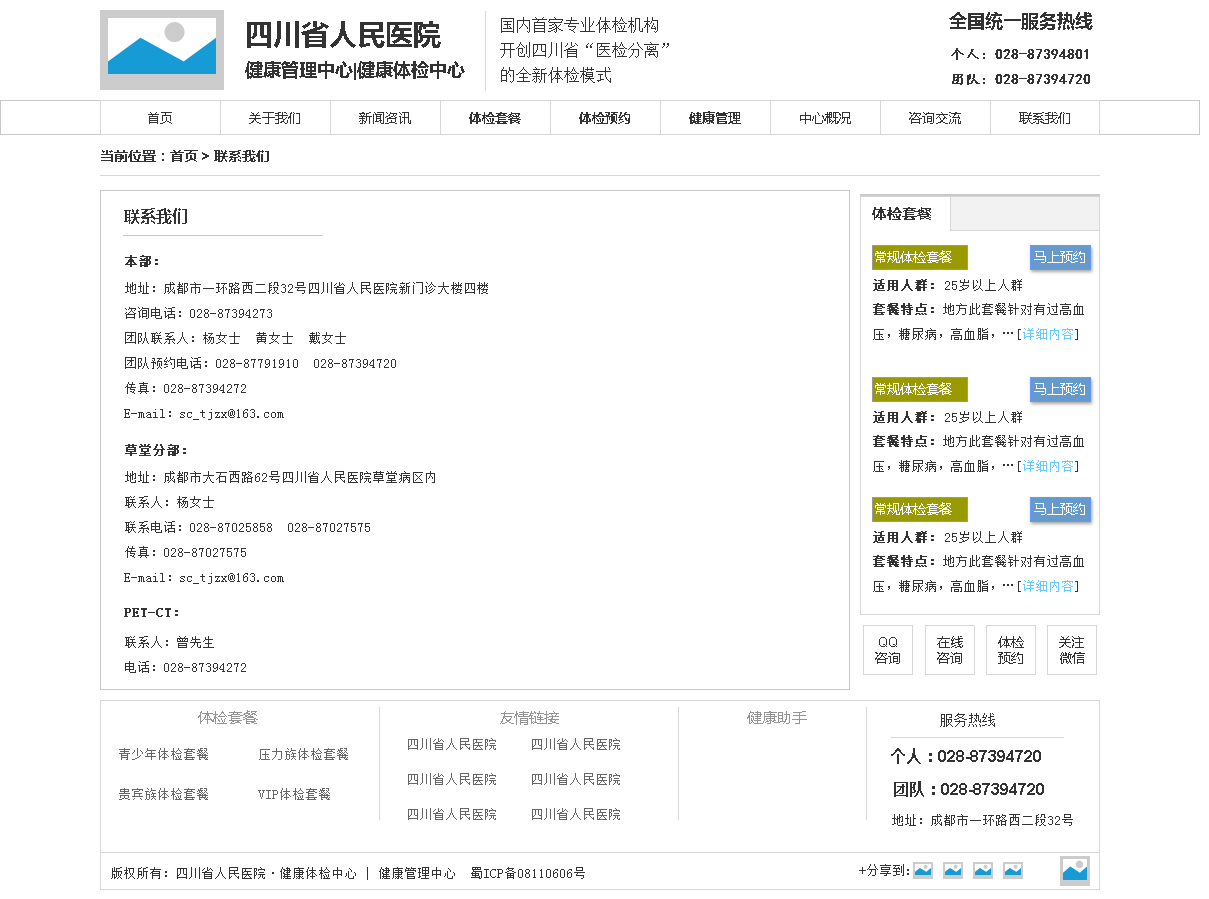 四川省人民医院
健康管理中心|健康体检中心
国内首家专业体检机构
开创四川省“医检分离”
的全新体检模式
全国统一服务热线
个人：028-87394801
团队：028-87394720
首页 关于我们 新闻资讯 体检套餐 体检预约 健康管理 中心概况 咨询交流 联系我们
当前位置：首页 > 联系我们
联系我们
本部：
地址：成都市一环路西二段32号四川省人民医院新门诊大楼四楼
咨询电话：028-87394273
团队联系人：杨女士 黄女士 戴女士
团队预约电话：028-87791910 028-87394720
传真：028-87394272
E-mail：sc_tjzx@163.com
草堂分部：
地址：成都市大石西路62号四川省人民医院草堂病区内
联系人：杨女士
联系电话：028-87025858 028-87027575
传真：028-87027575
E-mail：sc_tjzx@163.com
PET-CT：
联系人：曾先生
电话：028-87394272
体检套餐
常规体检套餐 马上预约
适用人群：25岁以上人群
套餐特点：地方此套餐针对有过高血
压，糖尿病，高血脂，…[详细内容]
常规体检套餐 马上预约
适用人群：25岁以上人群
套餐特点：地方此套餐针对有过高血
压，糖尿病，高血脂，…[详细内容]
常规体检套餐 马上预约
适用人群：25岁以上人群
套餐特点：地方此套餐针对有过高血
压，糖尿病，高血脂，…[详细内容]
QQ 在线 体检 关注
咨询 咨询 预约 微信
体检套餐
青少年体检套餐 压力族体检套餐
贵宾族体检套餐 VIP体检套餐
友情链接
四川省人民医院 四川省人民医院
四川省人民医院 四川省人民医院
四川省人民医院 四川省人民医院
健康助手
服务热线
个人：028-87394720
团队：028-87394720
地址：成都市一环路西二段32号
版权所有：四川省人民医院·健康体检中心 | 健康管理中心 蜀ICP备08110606号
+分享到: